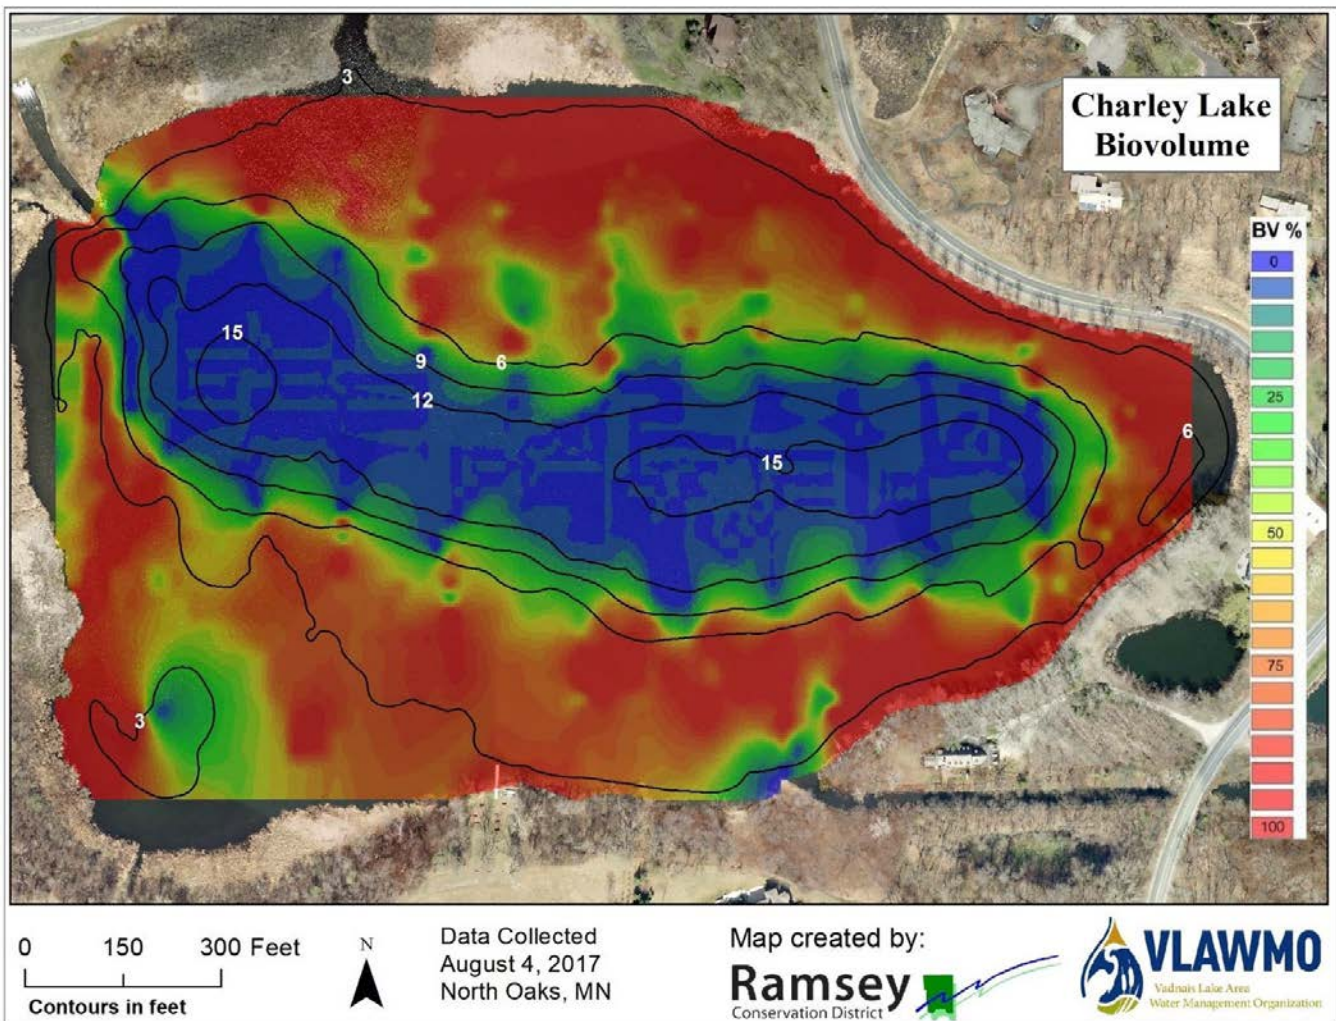 3
Charley Lake
Biovolume
BV %
0
25
50
75
100
15
9
6
12
15
6
3
0 150 300 Feet
Contours in feet
N
Data Collected
August 4, 2017
North Oaks, MN
Map created by:
Ramsey
Conservation District
VLAWMO
Vadnais Lake Area
Water Management Organization